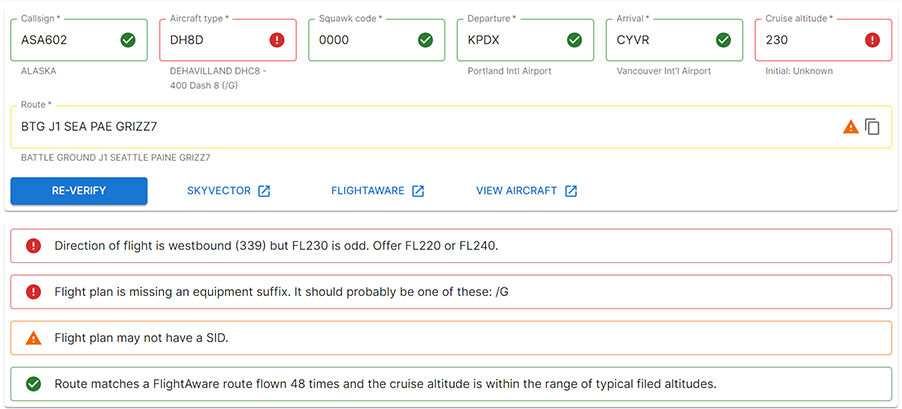 Callsign * Aircraft type * Squawk code * Departure * Arrival * Cruise altitude *
ASA602 DH8D 0000 KPDX CYVR 230
ALASKA DEHAVILLAND DHC8 - Portland Intl Airport Vancouver Int'l Airport Initial: Unknown
400 Dash 8 (/G)
Route *
BTG J1 SEA PAE GRIZZ7
BATTLE GROUND J1 SEATTLE PAINE GRIZZ7
RE-VERIFY SKYVECTOR FLIGHTAWARE VIEW AIRCRAFT
Direction of flight is westbound (339) but FL230 is odd. Offer FL220 or FL240.
Flight plan is missing an equipment suffix. It should probably be one of these: /G
Flight plan may not have a SID.
Route matches a FlightAware route flown 48 times and the cruise altitude is within the range of typical filed altitudes.